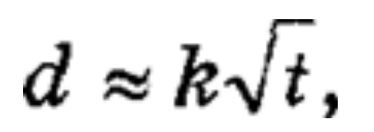 d ≈ k√t,